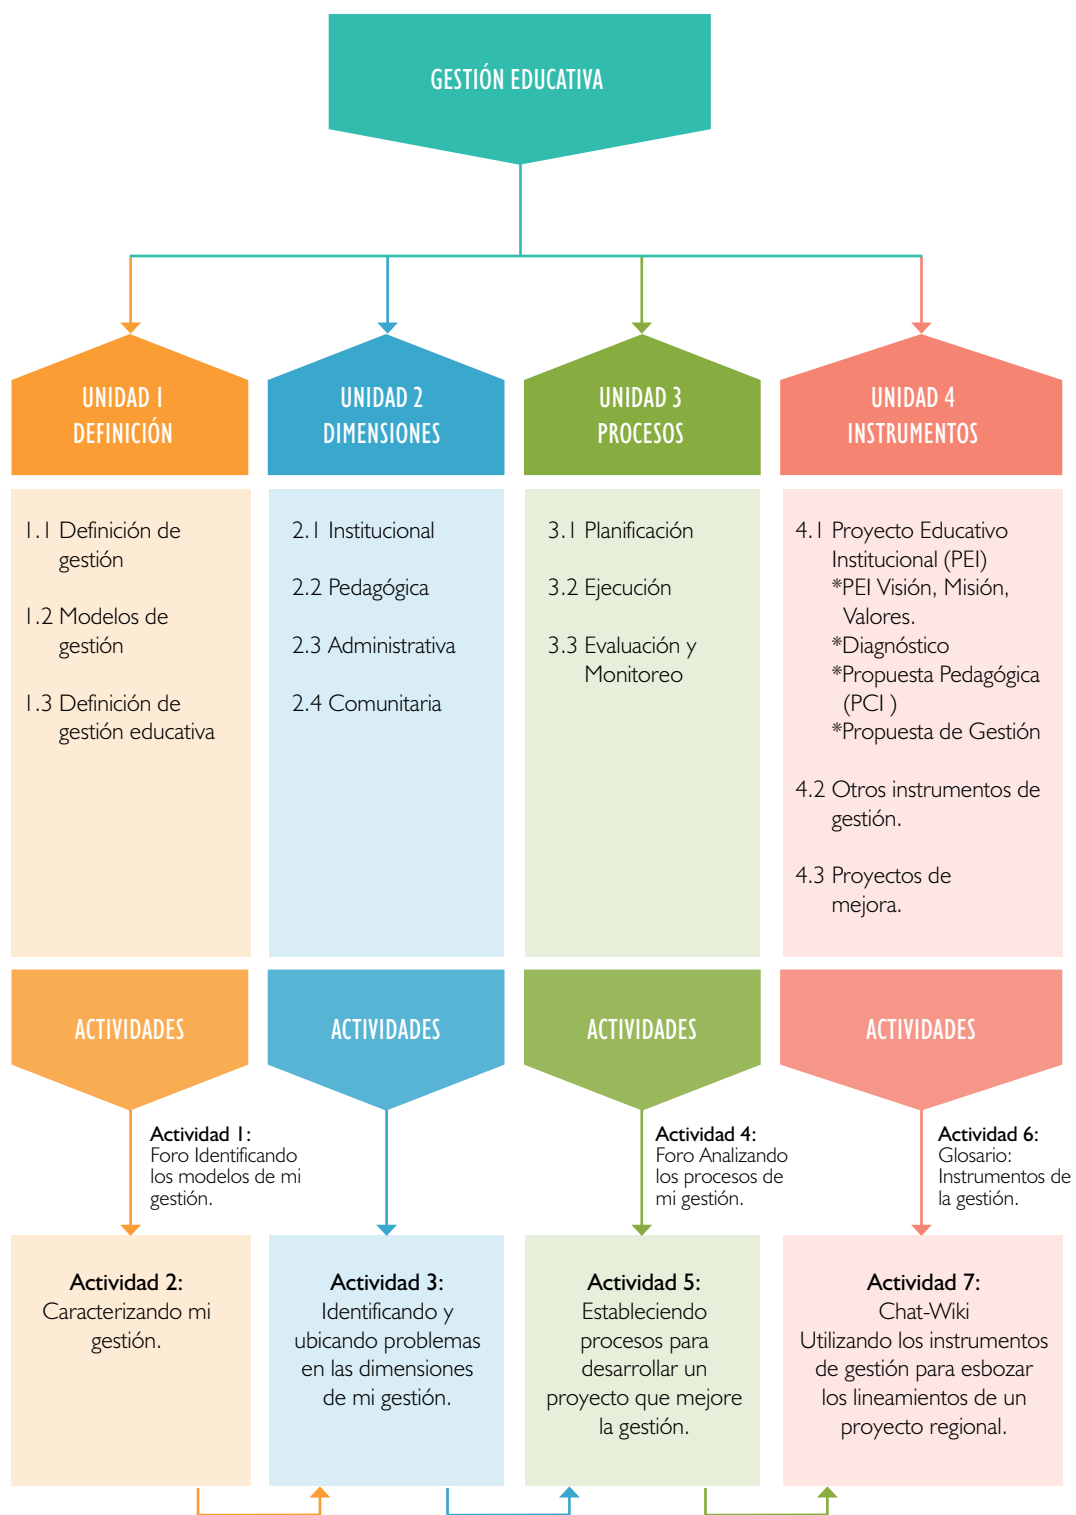 GESTIÓN EDUCATIVA
UNIDAD 1
DEFINICIÓN
1.1 Definición de
gestión
1.2 Modelos de
gestión
1.3 Definición de
gestión educativa
UNIDAD 2
DIMENSIONES
2.1 Institucional
2.2 Pedagógica
2.3 Administrativa
2.4 Comunitaria
UNIDAD 3
PROCESOS
3.1 Planificación
3.2 Ejecución
3.3 Evaluación y
Monitoreo
UNIDAD 4
INSTRUMENTOS
4.1 Proyecto Educativo
Institucional (PEI)
*PEI Visión, Misión,
Valores.
*Diagnóstico
*Propuesta Pedagógica
(PCI )
*Propuesta de Gestión
4.2 Otros instrumentos de
gestión.
4.3 Proyectos de
mejora.
ACTIVIDADES
Actividad 1:
Foro Identificando
los modelos de mi
gestión.
Actividad 2:
Caracterizando mi
gestión.
ACTIVIDADES
Actividad 3:
Identificando y
ubicando problemas
en las dimensiones
de mi gestión.
ACTIVIDADES
Actividad 4:
Foro Analizando
los procesos de
mi gestión.
Actividad 5:
Estableciendo
procesos para
desarrollar un
proyecto que mejore
la gestión.
ACTIVIDADES
Actividad 6:
Glosario:
Instrumentos de
la gestión.
Actividad 7:
Chat-Wiki
Utilizando los instrumentos
de gestión para esbozar
los lineamientos de un
proyecto regional.